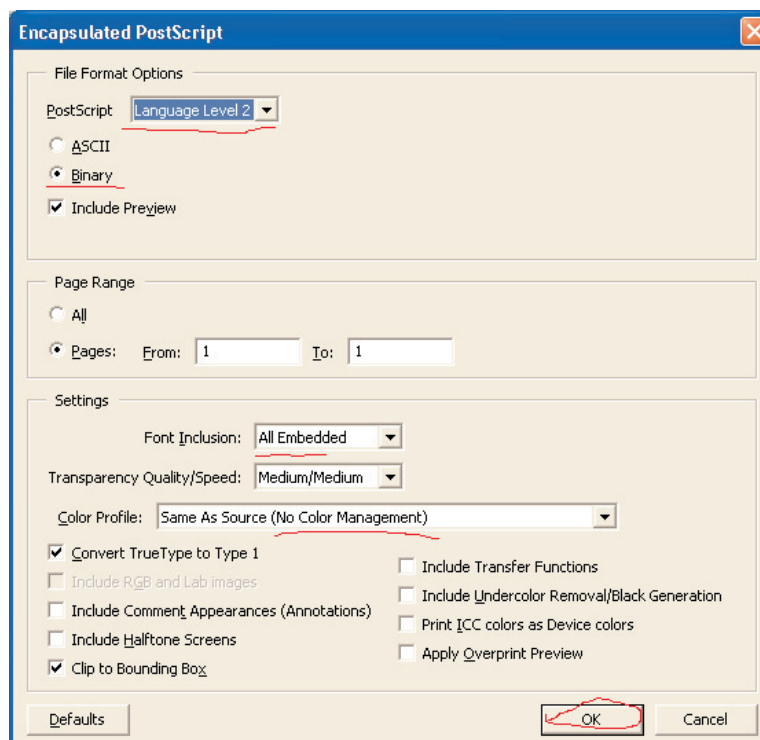 Encapsulated PostScript
File Format Options
PostScript Language Level 2
ASCII
Binary
Include Preview
Page Range
All
Pages: From: 1 To: 1
Settings
Font Inclusion: All Embedded
Transparency Quality/Speed: Medium/Medium
Color Profile: Same As Source (No Color Management)
Convert TrueType to Type 1
Include RGB and Lab images
Include Comment Appearances (Annotations)
Include Halftone Screens
Clip to Bounding Box
Include Transfer Functions
Include Undercolor Removal/Black Generation
Print ICC colors as Device colors
Apply Overprint Preview
Defaults OK Cancel